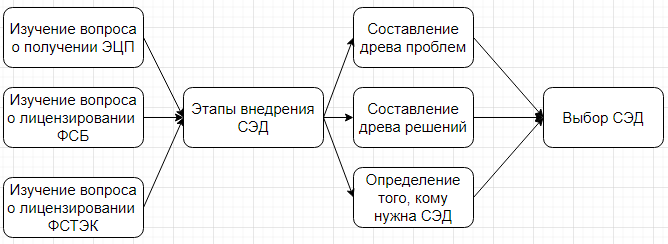 Изучение вопроса
о получении ЭЦП
Изучение вопроса
о лицензировании
ФСБ
Изучение вопроса
о лицензировании
ФСТЭК
Этапы внедрения
СЭД
Составление
древа проблем
Составление
древа решений
Определение
того, кому
нужна СЭД
Выбор СЭД